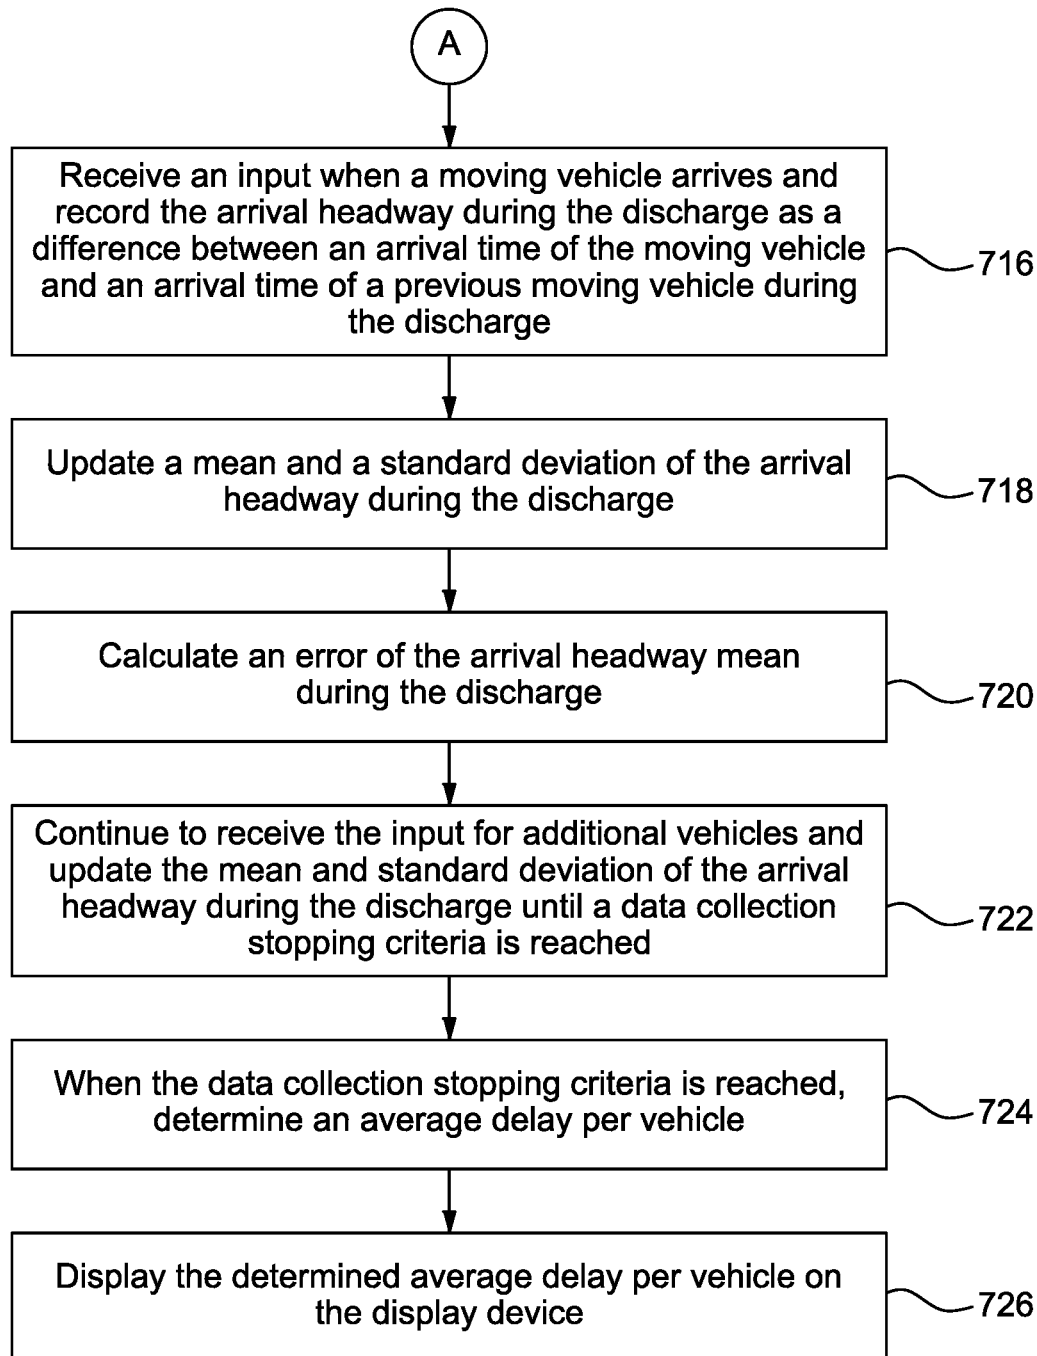 A
Receive an input when a moving vehicle arrives and
record the arrival headway during the discharge as a
difference between an arrival time of the moving vehicle
and an arrival time of a previous moving vehicle during
the discharge
716
Update a mean and a standard deviation of the arrival
headway during the discharge
718
Calculate an error of the arrival headway mean
during the discharge
720
Continue to receive the input for additional vehicles and
update the mean and standard deviation of the arrival
headway during the discharge until a data collection
stopping criteria is reached
722
When the data collection stopping criteria is reached,
determine an average delay per vehicle
724
Display the determined average delay per vehicle on
the display device
726